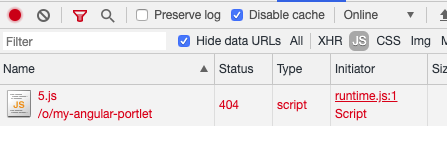 Preserve log Disable cache Online
Filter Hide data URLs All XHR JS CSS Img
Name Status Type Initiator
5.js 404 script runtime.js:1
/o/my-angular-portlet Script